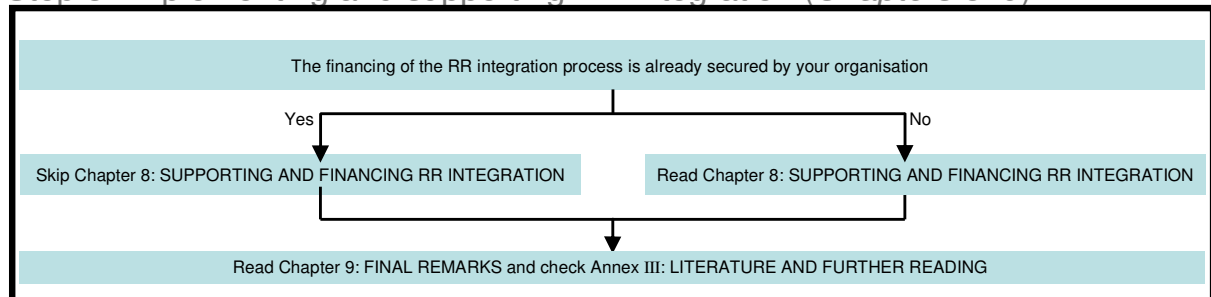 The financing of the RR integration process is already secured by your organisation
Yes
No
Skip Chapter 8: SUPPORTING AND FINANCING RR INTEGRATION
Read Chapter 8: SUPPORTING AND FINANCING RR INTEGRATION
Read Chapter 9: FINAL REMARKS and check Annex III: LITERATURE AND FURTHER READING